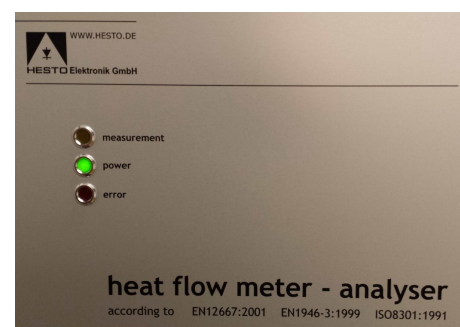 WWW.HESTO.DE
HESTO Elektronik GmbH
measurement
power
error
heat flow meter - analyser
according to EN12667:2001 EN1946-3:1999 ISO8301:1991